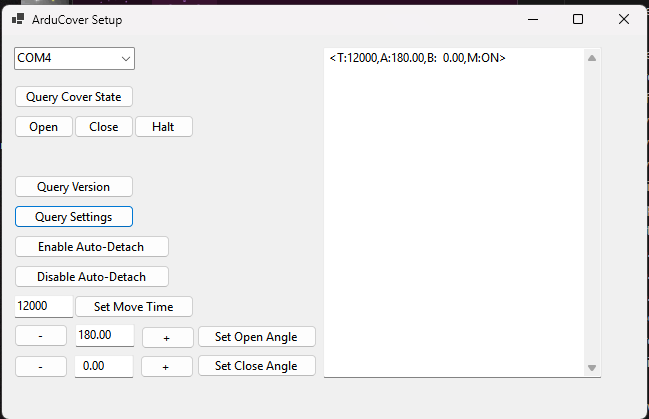 ArduCover Setup
COM4
<T:12000,A:180.00,B:  0.00,M:ON>
Query Cover State
Open Close Halt
Query Version
Query Settings
Enable Auto-Detach
Disable Auto-Detach
12000 Set Move Time
- 180.00 + Set Open Angle
- 0.00 + Set Close Angle